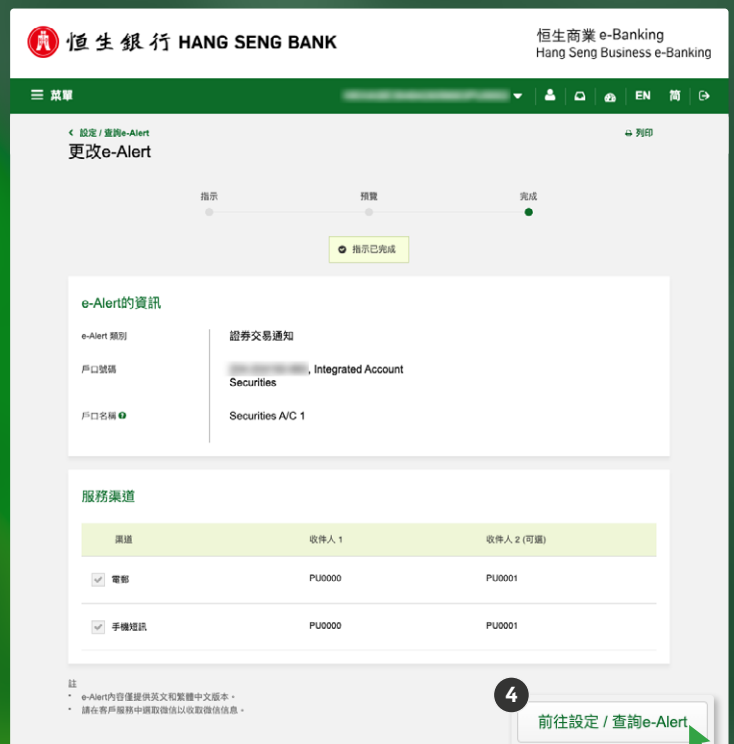 恒生銀行 HANG SENG BANK
恒生商業 e-Banking
Hang Seng Business e-Banking
菜單
EN 简
設定 / 查詢e-Alert
列印
更改e-Alert
指示 預覽 完成
指示已完成
e-Alert的資訊
e-Alert 類別 證券交易通知
戶口號碼 , Integrated Account
Securities
戶口名稱 Securities A/C 1
服務渠道
渠道 收件人 1 收件人 2 (可選)
電郵 PU0000 PU0001
手機短訊 PU0000 PU0001
註
• e-Alert內容僅提供英文和繁體中文版本。
• 請在客戶服務中選取微信以收取微信信息。
4
前往設定 / 查詢e-Alert